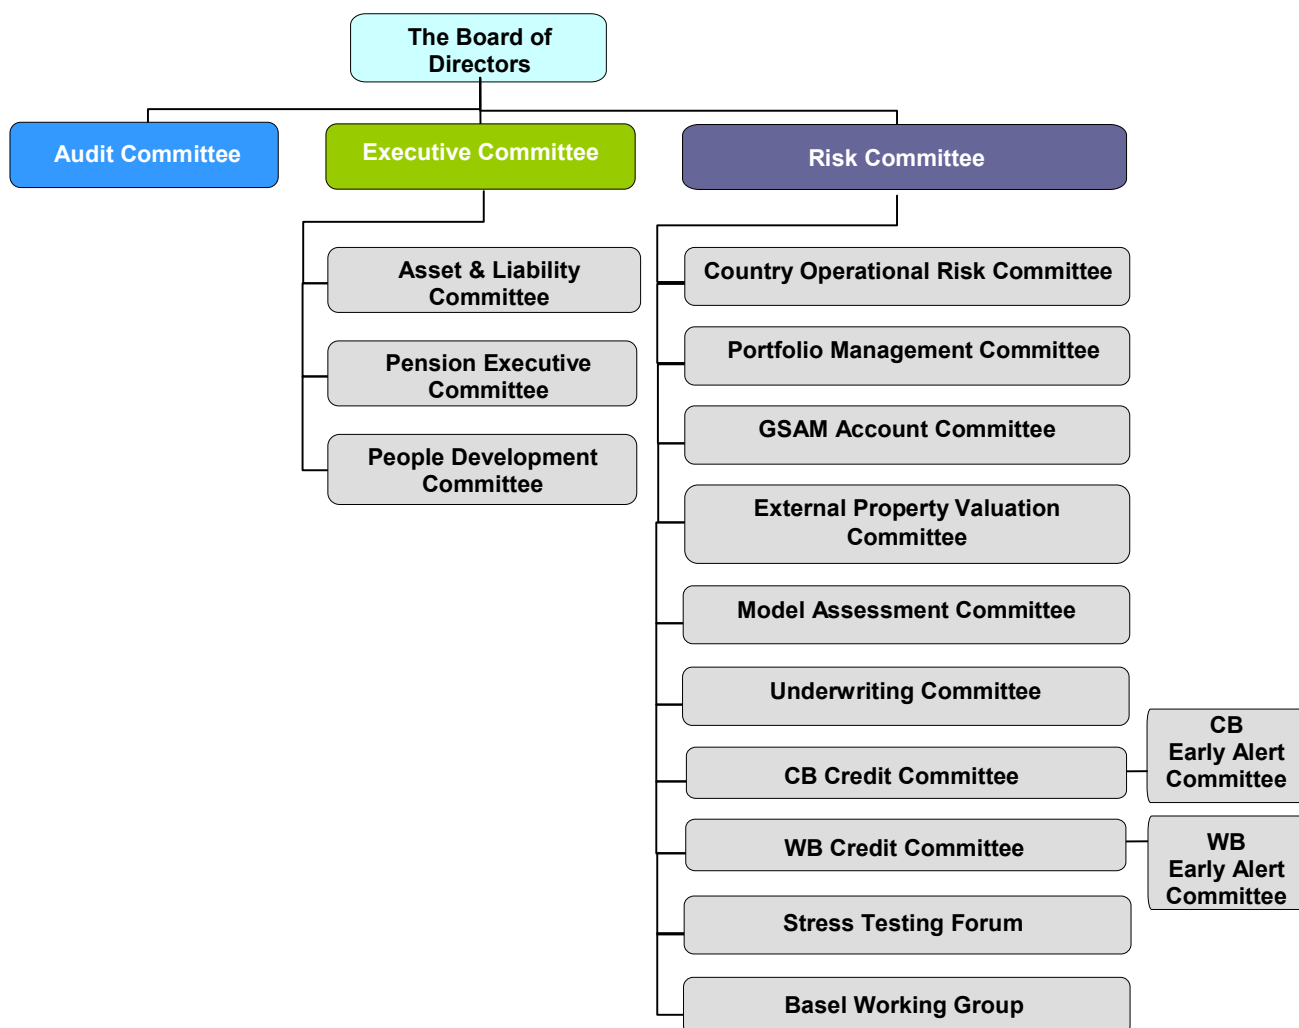 The Board of
Directors
Audit Committee
Executive Committee
Risk Committee
Asset & Liability
Committee
Pension Executive
Committee
People Development
Committee
Country Operational Risk Committee
Portfolio Management Committee
GSAM Account Committee
External Property Valuation
Committee
Model Assessment Committee
Underwriting Committee
CB Credit Committee
CB
Early Alert
Committee
WB Credit Committee
WB
Early Alert
Committee
Stress Testing Forum
Basel Working Group